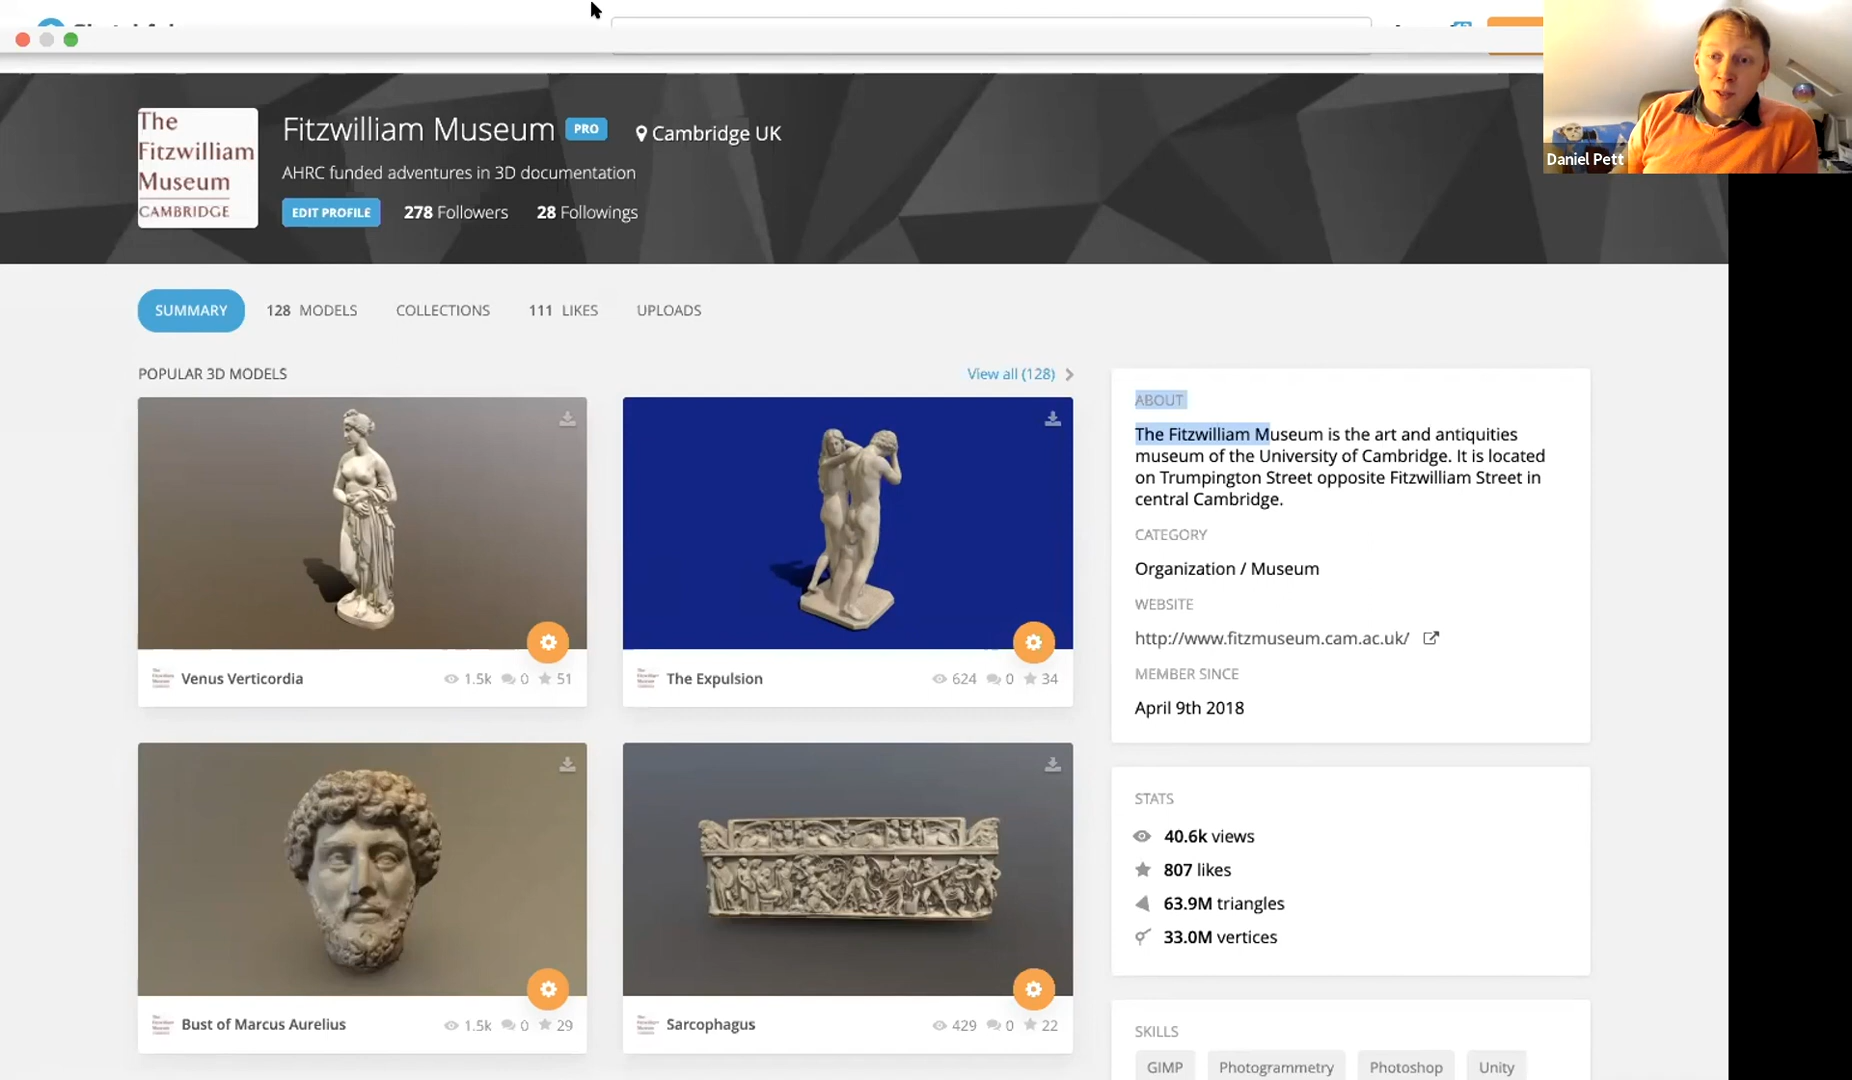 The
Fitzwilliam
Museum
CAMBRIDGE
Fitzwilliam Museum PRO Cambridge UK
AHRC funded adventures in 3D documentation
EDIT PROFILE 278 Followers 28 Followings
Daniel Pett
SUMMARY 128 MODELS COLLECTIONS 111 LIKES UPLOADS
POPULAR 3D MODELS View all (128)
Venus Verticordia 1.5k 0 51
The Expulsion 624 0 34
Bust of Marcus Aurelius 1.5k 0 29
Sarcophagus 429 0 22
ABOUT
The Fitzwilliam Museum is the art and antiquities
museum of the University of Cambridge. It is located
on Trumpington Street opposite Fitzwilliam Street in
central Cambridge.
CATEGORY
Organization / Museum
WEBSITE
http://www.fitzmuseum.cam.ac.uk/
MEMBER SINCE
April 9th 2018
STATS
40.6k views
807 likes
63.9M triangles
33.0M vertices
SKILLS
GIMP Photogrammetry Photoshop Unity